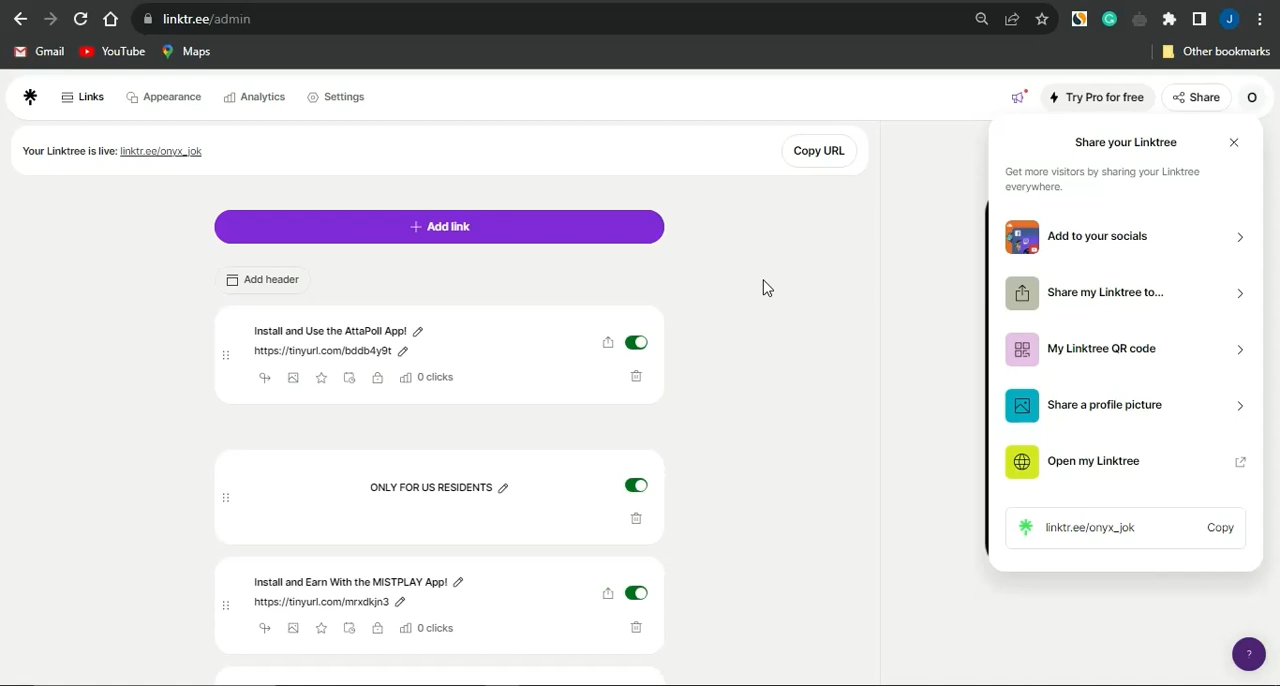 linktr.ee/admin
J
Gmail
YouTube
Maps
Other bookmarks
Links
Appearance
Analytics
Settings
Try Pro for free
Share
O
Your Linktree is live: linktr.ee/onyx_jok
Copy URL
+ Add link
Add header
Install and Use the AttaPoll App!
https://tinyurl.com/bddb4y9t
0 clicks
ONLY FOR US RESIDENTS
Install and Earn With the MISTPLAY App!
https://tinyurl.com/mrxdkjn3
0 clicks
Share your Linktree
Get more visitors by sharing your Linktree
everywhere.
Add to your socials
Share my Linktree to...
My Linktree QR code
Share a profile picture
Open my Linktree
linktr.ee/onyx_jok
Copy
?